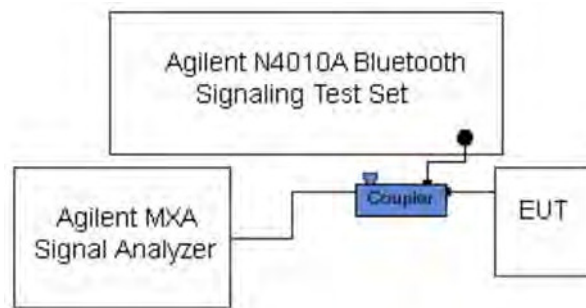 Agilent N4010A Bluetooth
Signaling Test Set
Coupler
Agilent MXA
Signal Analyzer
EUT